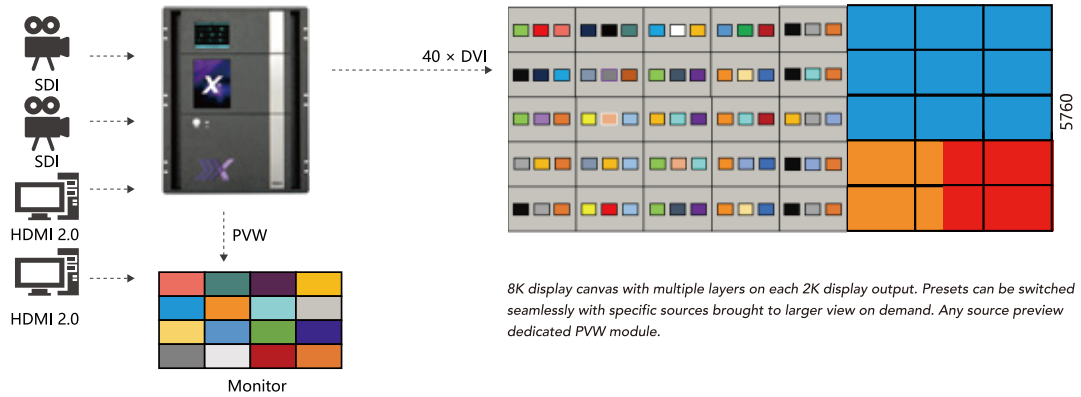 SDI
SDI
HDMI 2.0
HDMI 2.0
X
40 × DVI
5760
PVW
Monitor
8K display canvas with multiple layers on each 2K display output. Presets can be switched
seamlessly with specific sources brought to larger view on demand. Any source preview
dedicated PVW module.